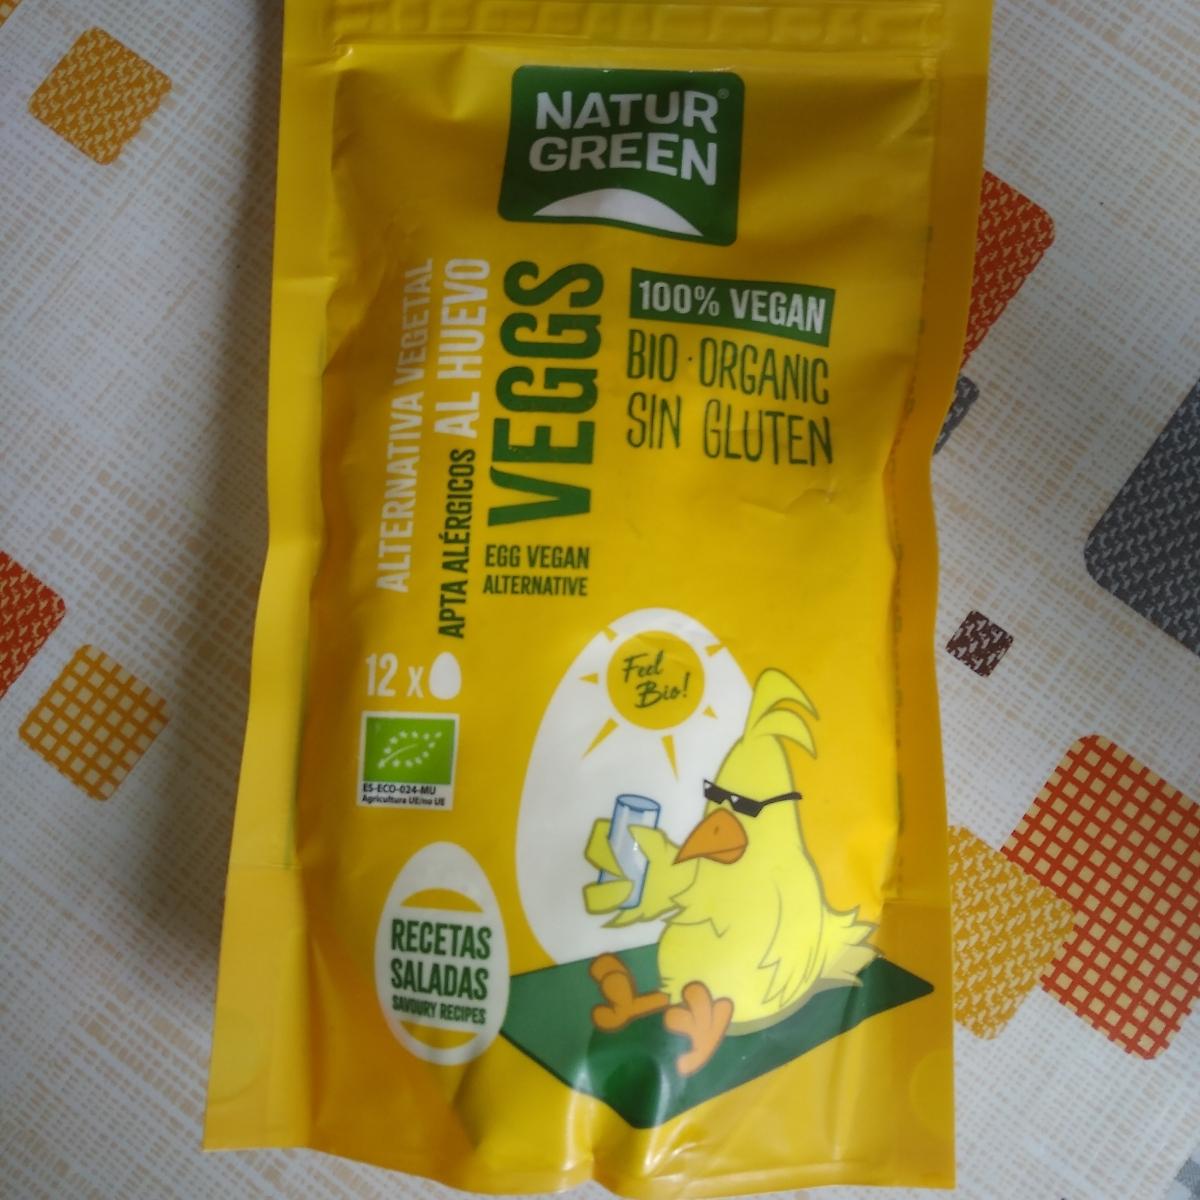 NATUR®
GREEN
ALTERNATIVA VEGETAL
AL HUEVO
APTA ALÉRGICOS
VEGGS
EGG VEGAN
ALTERNATIVE
100% VEGAN
BIO·ORGANIC
SIN GLUTEN
12 x
ES-ECO-024-MU
Agricultura UE/no UE
Feel
Bio!
RECETAS
SALADAS
SAVOURY RECIPES